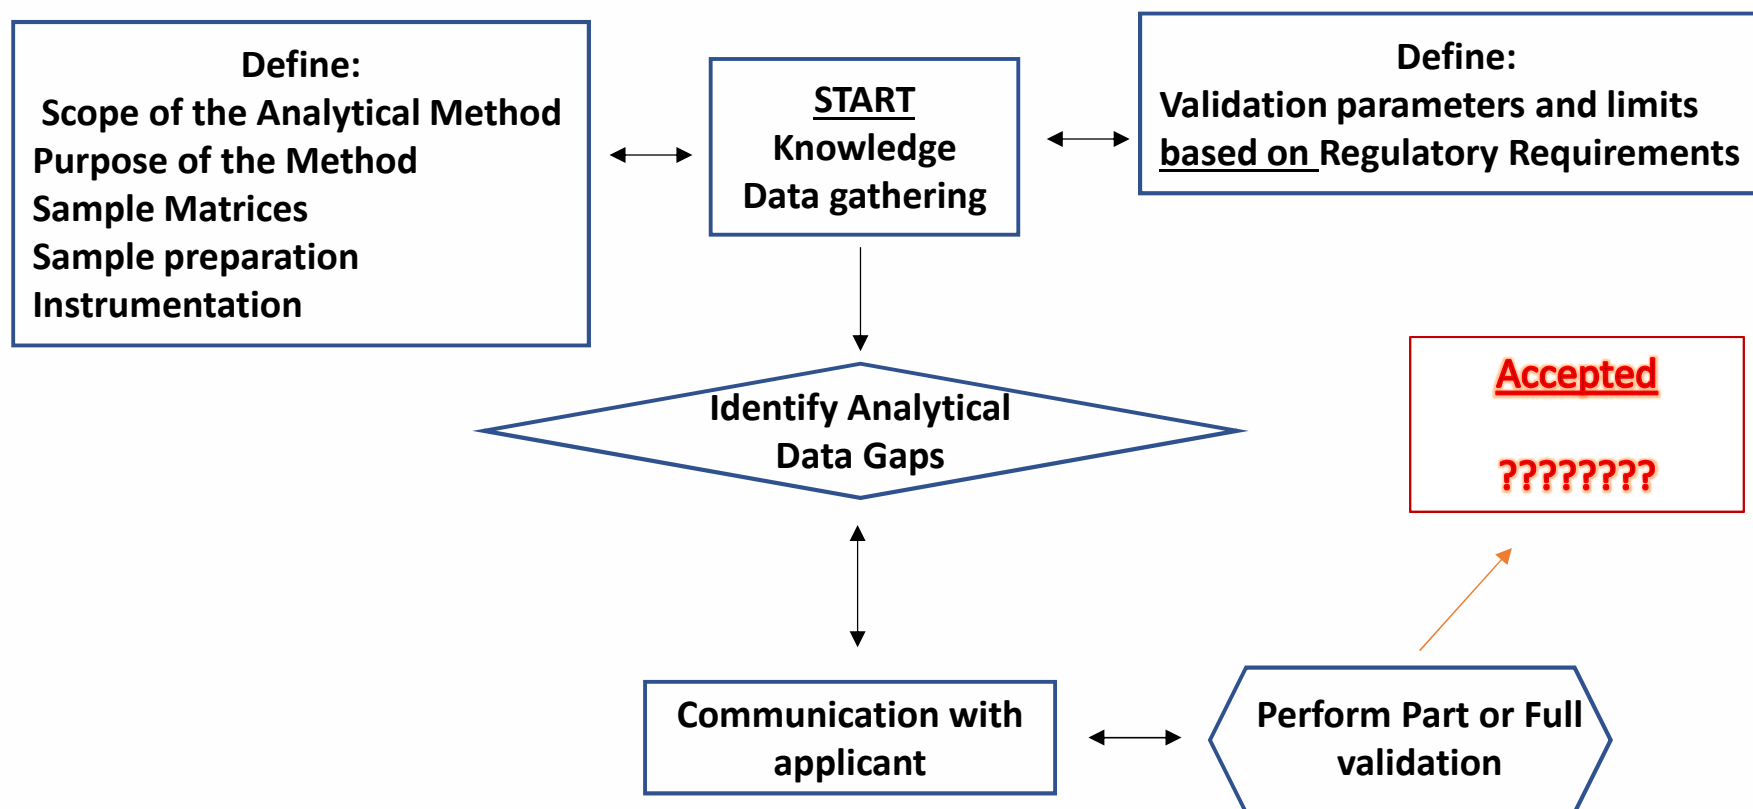 Define:
Scope of the Analytical Method
Purpose of the Method
Sample Matrices
Sample preparation
Instrumentation
START
Knowledge
Data gathering
Define:
Validation parameters and limits
based on Regulatory Requirements
Identify Analytical
Data Gaps
Accepted
????????
Communication with
applicant
Perform Part or Full
validation